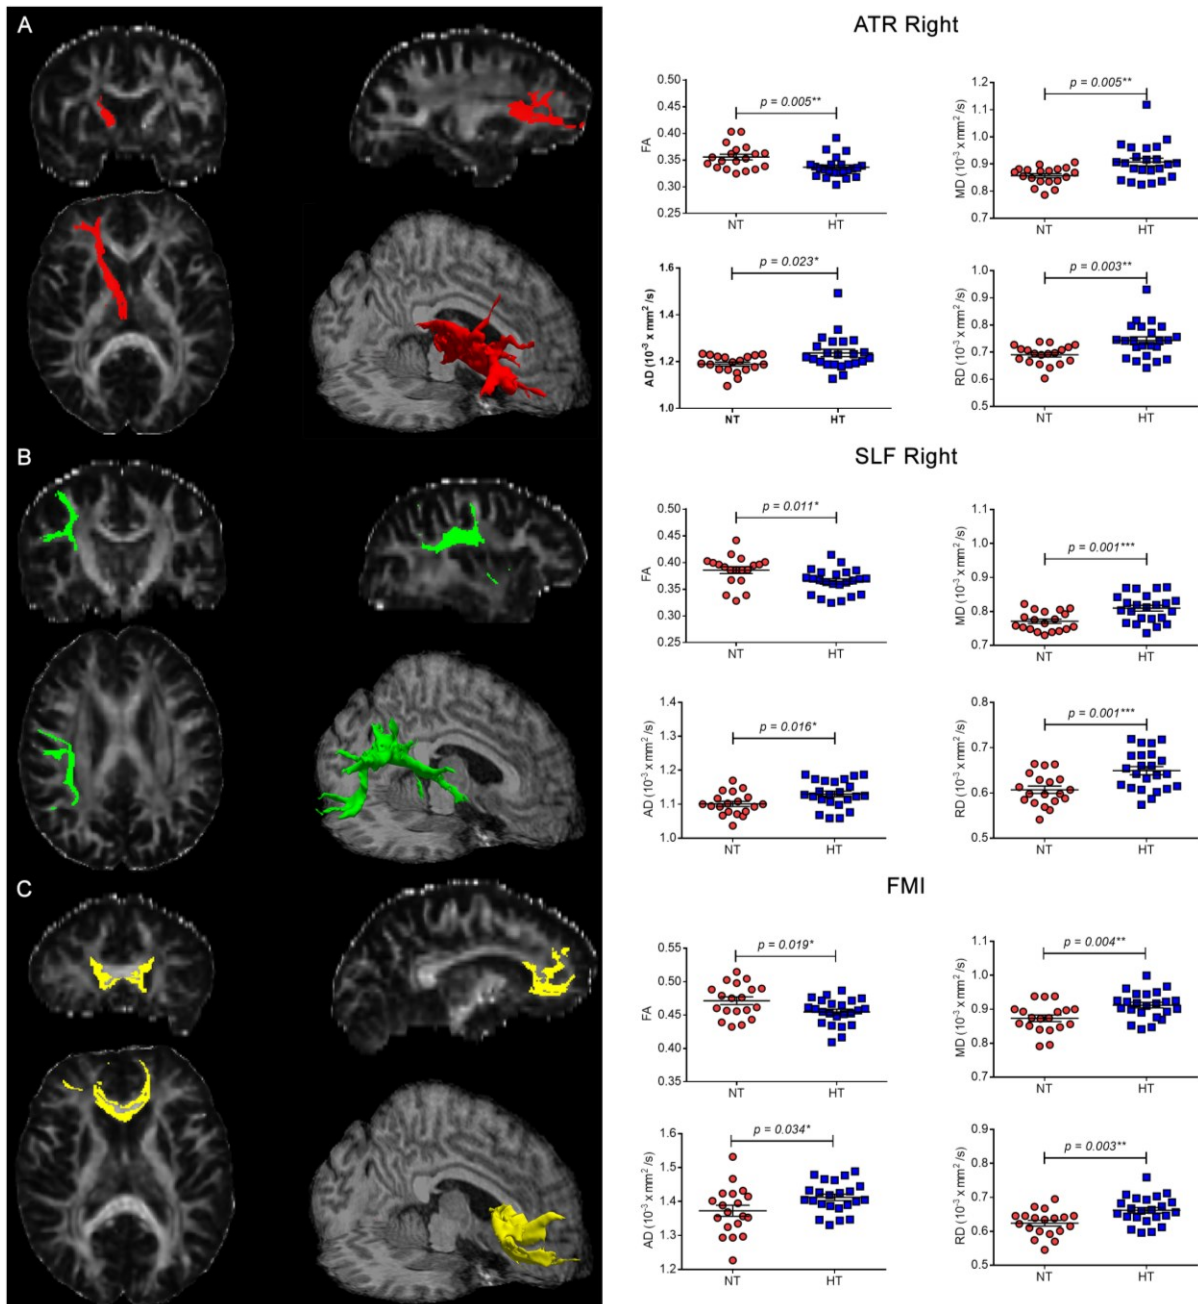 A
ATR Right
0.50
0.45
0.40
0.35
0.30
0.25
FA
p = 0.005**
NT HT
1.2
1.1
1.0
0.9
0.8
0.7
MD (10⁻³ x mm² /s)
p = 0.005**
NT HT
1.6
1.4
1.2
1.0
AD (10⁻³ x mm² /s)
p = 0.023*
NT HT
1.0
0.9
0.8
0.7
0.6
0.5
RD (10⁻³ x mm² /s)
p = 0.003**
NT HT
B
SLF Right
0.50
0.45
0.40
0.35
0.30
0.25
FA
p = 0.011*
NT HT
1.1
1.0
0.9
0.8
0.7
MD (10⁻³ x mm² /s)
p = 0.001***
NT HT
1.4
1.3
1.2
1.1
1.0
AD (10⁻³ x mm² /s)
p = 0.016*
NT HT
0.8
0.7
0.6
0.5
RD (10⁻³ x mm² /s)
p = 0.001***
NT HT
C
FMI
0.55
0.50
0.45
0.40
0.35
FA
p = 0.019*
NT HT
1.1
1.0
0.9
0.8
0.7
MD (10⁻³ x mm² /s)
p = 0.004**
NT HT
1.6
1.5
1.4
1.3
1.2
AD (10⁻³ x mm² /s)
p = 0.034*
NT HT
0.9
0.8
0.7
0.6
0.5
RD (10⁻³ x mm² /s)
p = 0.003**
NT HT